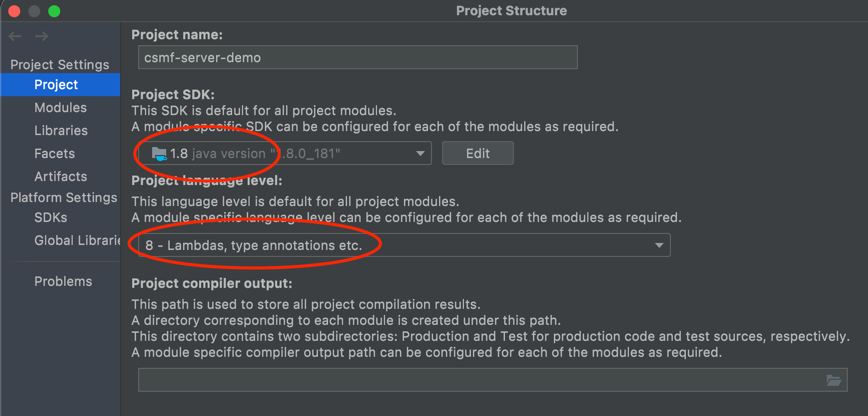 Project Structure
Project Settings
Project
Modules
Libraries
Facets
Artifacts
Platform Settings
SDKs
Global Librarie
Problems
Project name:
csmf-server-demo
Project SDK:
This SDK is default for all project modules.
A module specific SDK can be configured for each of the modules as required.
1.8 java version "1.8.0_181"
Edit
Project language level:
This language level is default for all project modules.
A module specific language level can be configured for each of the modules as required.
8 - Lambdas, type annotations etc.
Project compiler output:
This path is used to store all project compilation results.
A directory corresponding to each module is created under this path.
This directory contains two subdirectories: Production and Test for production code and test sources, respectively.
A module specific compiler output path can be configured for each of the modules as required.